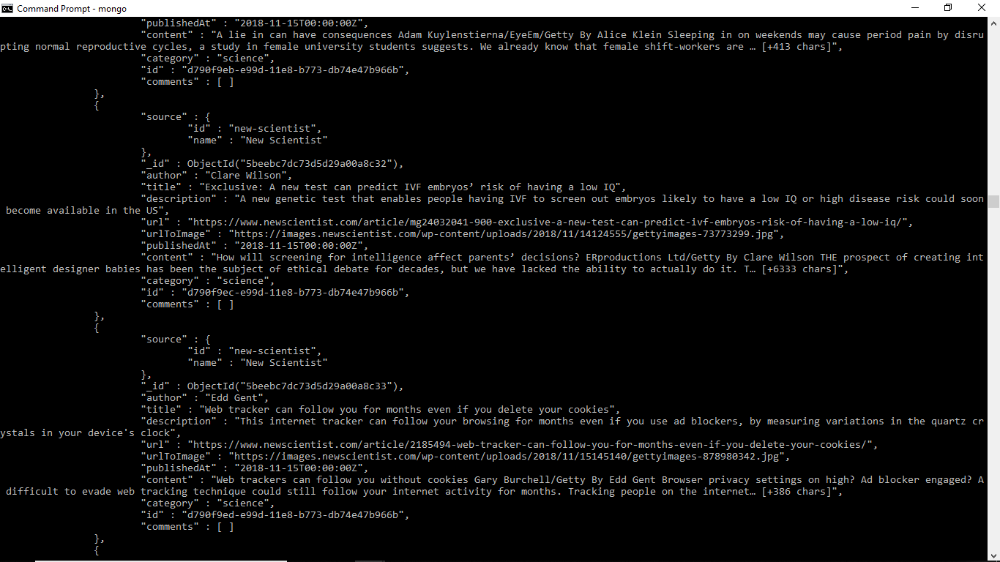 Command Prompt - mongo
"publishedAt" : "2018-11-15T00:00:00Z",
"content" : "A lie in can have consequences Adam Kuylenstierna/EyeEm/Getty By Alice Klein Sleeping in on weekends may cause period pain by disru
pting normal reproductive cycles, a study in female university students suggests. We already know that female shift-workers are … [+413 chars]",
"category" : "science",
"id" : "d790f9eb-e99d-11e8-b773-db74e47b966b",
"comments" : [ ]
},
{
"source" : {
"id" : "new-scientist",
"name" : "New Scientist"
},
"_id" : ObjectId("5beebc7dc73d5d29a00a8c32"),
"author" : "Clare Wilson",
"title" : "Exclusive: A new test can predict IVF embryos’ risk of having a low IQ",
"description" : "A new genetic test that enables people having IVF to screen out embryos likely to have a low IQ or high disease risk could soon
become available in the US",
"url" : "https://www.newscientist.com/article/mg24032041-900-exclusive-a-new-test-can-predict-ivf-embryos-risk-of-having-a-low-iq/",
"urlToImage" : "https://images.newscientist.com/wp-content/uploads/2018/11/14124555/gettyimages-73773299.jpg",
"publishedAt" : "2018-11-15T00:00:00Z",
"content" : "How will screening for intelligence affect parents’ decisions? ERproductions Ltd/Getty By Clare Wilson THE prospect of creating int
elligent designer babies has been the subject of ethical debate for decades, but we have lacked the ability to actually do it. T… [+6333 chars]",
"category" : "science",
"id" : "d790f9ec-e99d-11e8-b773-db74e47b966b",
"comments" : [ ]
},
{
"source" : {
"id" : "new-scientist",
"name" : "New Scientist"
},
"_id" : ObjectId("5beebc7dc73d5d29a00a8c33"),
"author" : "Edd Gent",
"title" : "Web tracker can follow you for months even if you delete your cookies",
"description" : "This internet tracker can follow your browsing for months even if you use ad blockers, by measuring variations in the quartz cr
ystals in your device's clock",
"url" : "https://www.newscientist.com/article/2185494-web-tracker-can-follow-you-for-months-even-if-you-delete-your-cookies/",
"urlToImage" : "https://images.newscientist.com/wp-content/uploads/2018/11/15145140/gettyimages-878980342.jpg",
"publishedAt" : "2018-11-15T00:00:00Z",
"content" : "Web trackers can follow you without cookies Gary Burchell/Getty By Edd Gent Browser privacy settings on high? Ad blocker engaged? A
difficult to evade web tracking technique could still follow your internet activity for months. Tracking people on the internet… [+386 chars]",
"category" : "science",
"id" : "d790f9ed-e99d-11e8-b773-db74e47b966b",
"comments" : [ ]
},
{